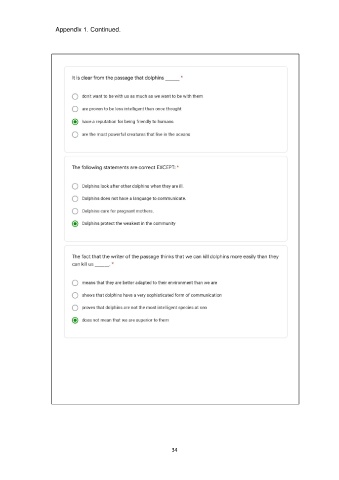 Appendix 1. Continued.
It is clear from the passage that dolphins _____ *
don't want to be with us as much as we want to be with them
are proven to be less intelligent than once thought
have a reputation for being friendly to humans
are the most powerful creatures that live in the oceans
The following statements are correct EXCEPT: *
Dolphins look after other dolphins when they are ill.
Dolphins does not have a language to communicate.
Dolphins care for pregnant mothers.
Dolphins protect the weakest in the community
The fact that the writer of the passage thinks that we can kill dolphins more easily than they
can kill us _____. *
means that they are better adapted to their environment than we are
shows that dolphins have a very sophisticated form of communication
proves that dolphins are not the most intelligent species at sea
does not mean that we are superior to them
34